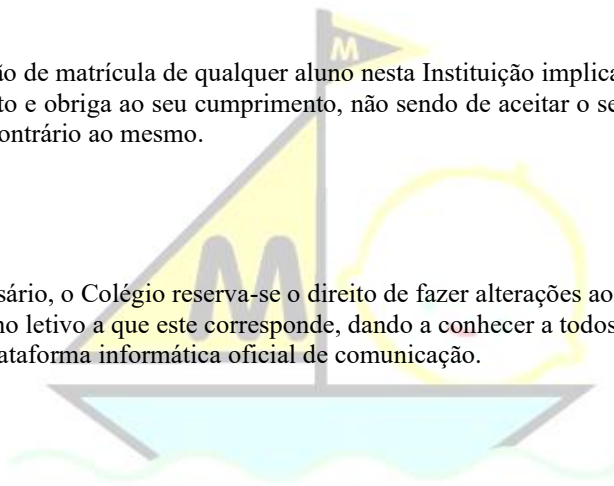 M
ão de matrícula de qualquer aluno nesta Instituição implica
to e obriga ao seu cumprimento, não sendo de aceitar o se
ontrário ao mesmo.
M
sário, o Colégio reserva-se o direito de fazer alterações ao
no letivo a que este corresponde, dando a conhecer a todos
ataforma informática oficial de comunicação.